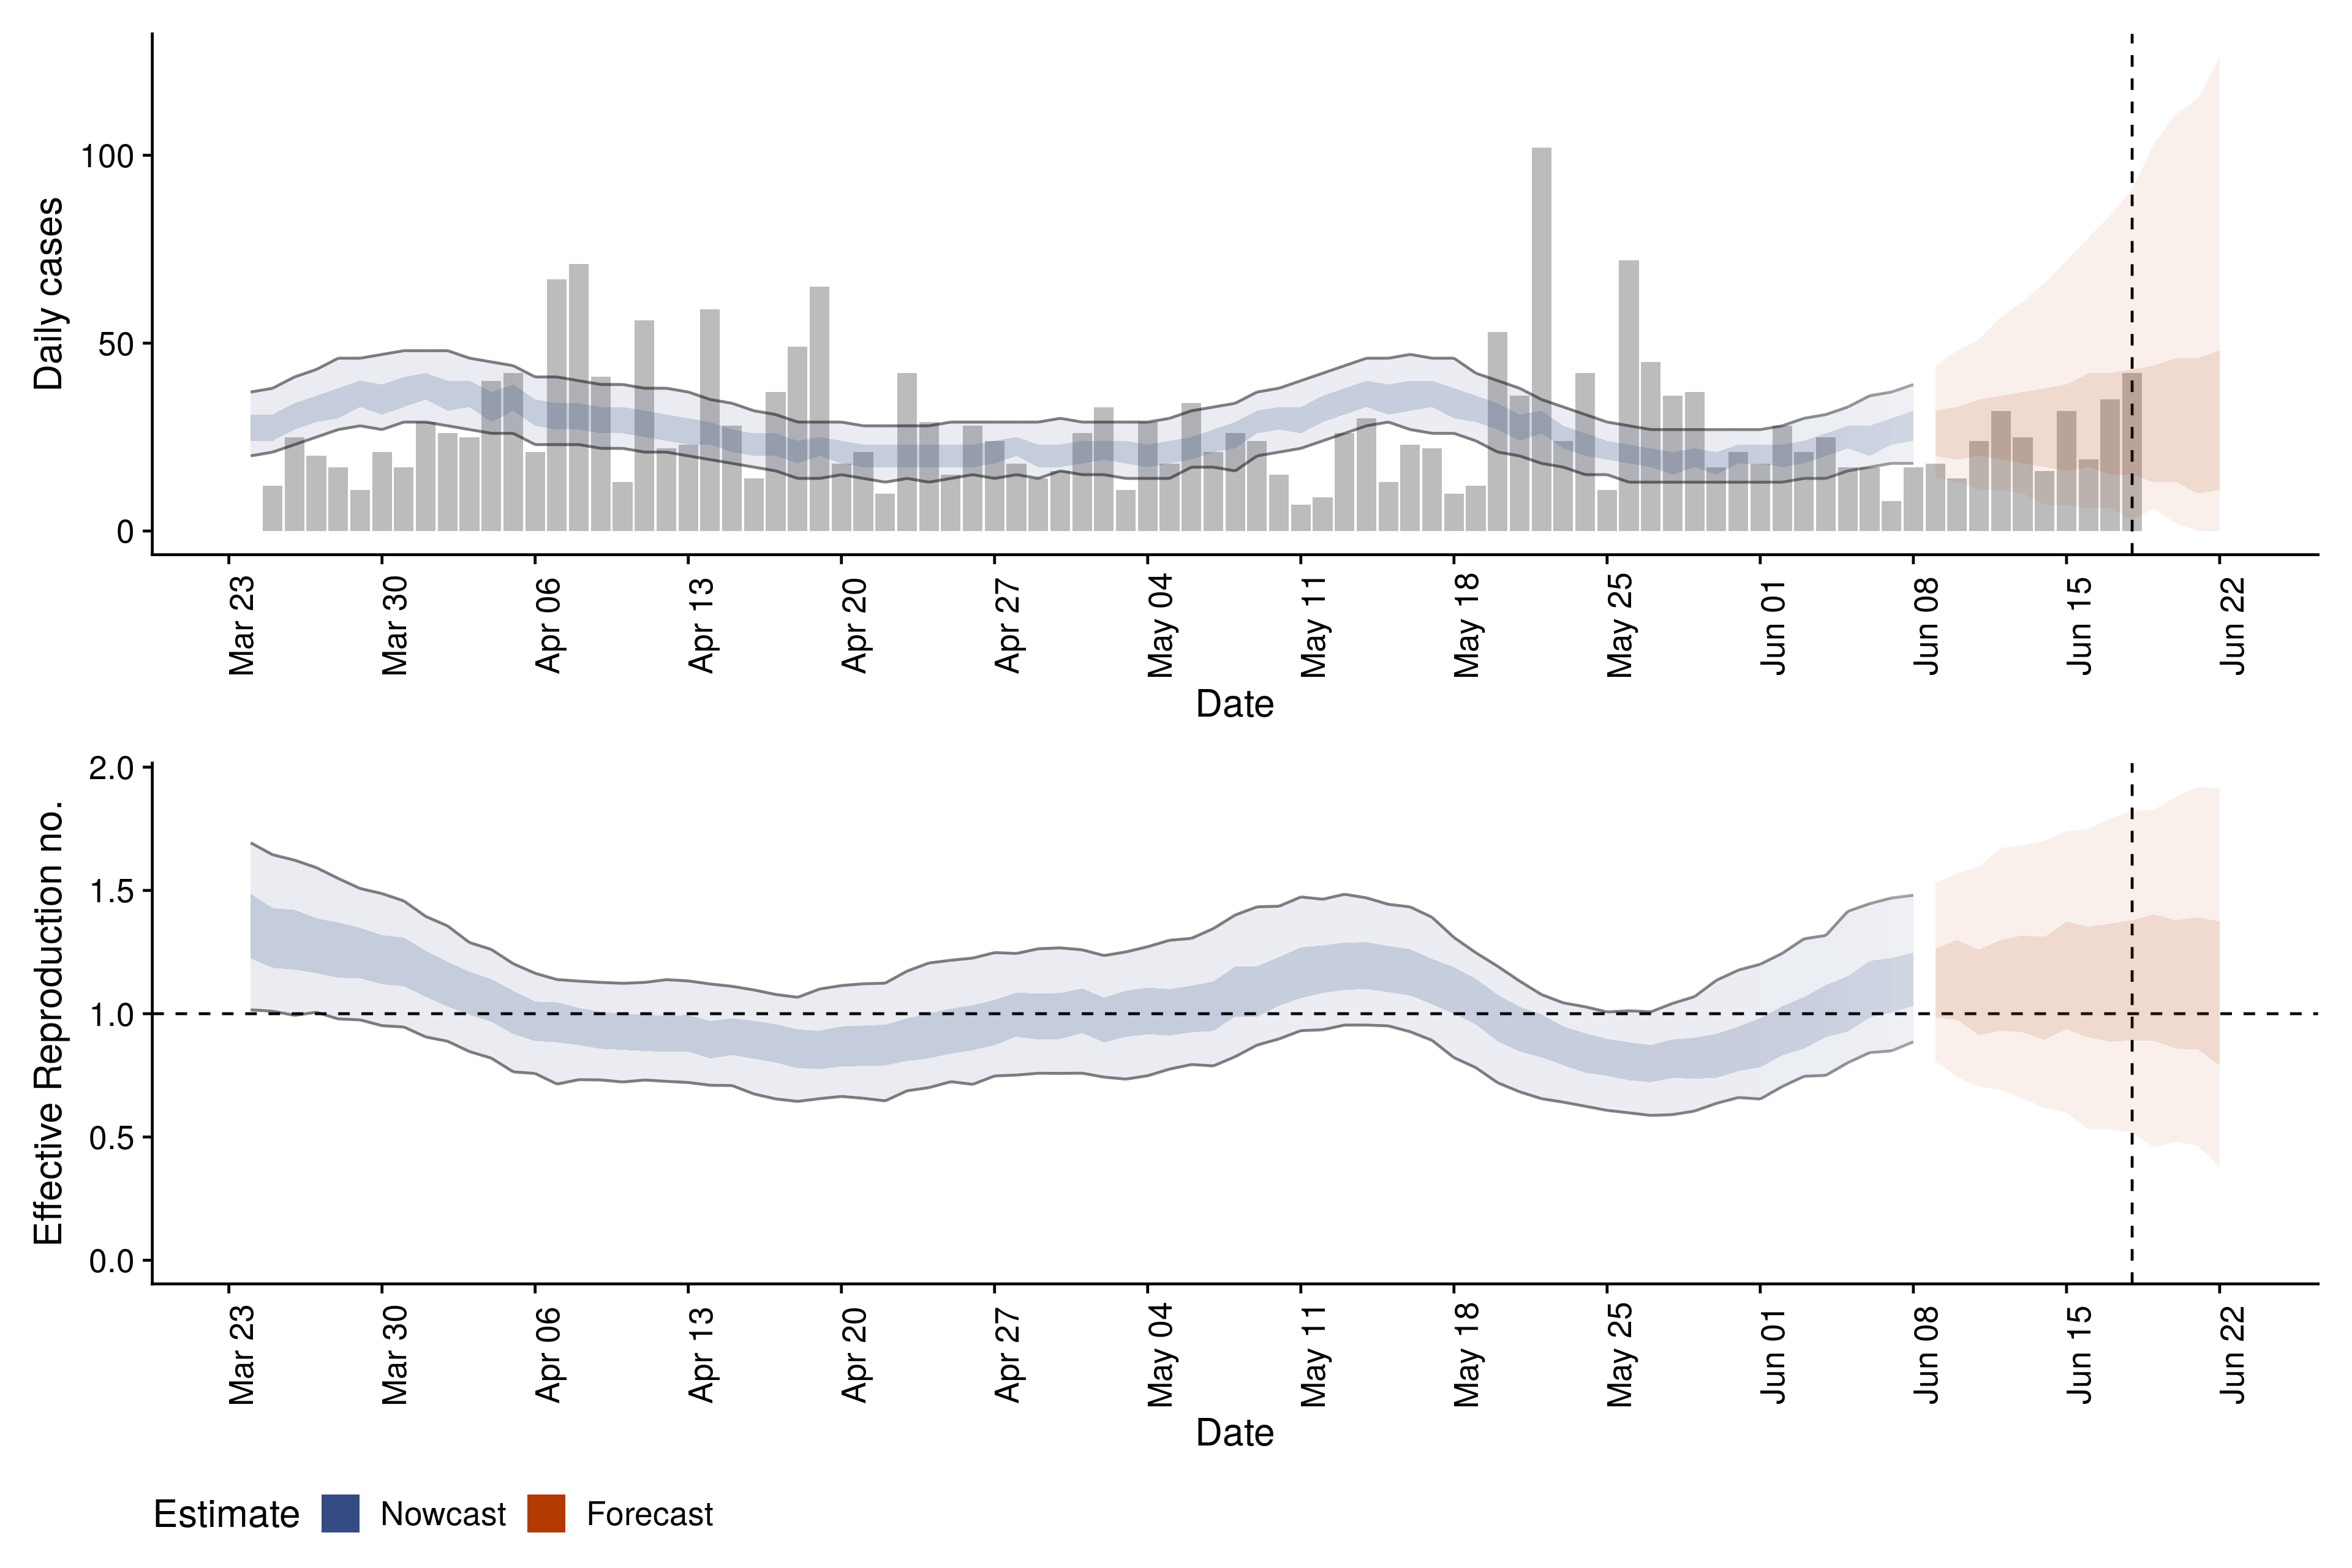 Daily cases
100
50
0
Mar 23
Mar 30
Apr 06
Apr 13
Apr 20
Apr 27
May 04
May 11
May 18
May 25
Jun 01
Jun 08
Jun 15
Jun 22
Date
Effective Reproduction no.
2.0
1.5
1.0
0.5
0.0
Mar 23
Mar 30
Apr 06
Apr 13
Apr 20
Apr 27
May 04
May 11
May 18
May 25
Jun 01
Jun 08
Jun 15
Jun 22
Date
Estimate Nowcast Forecast